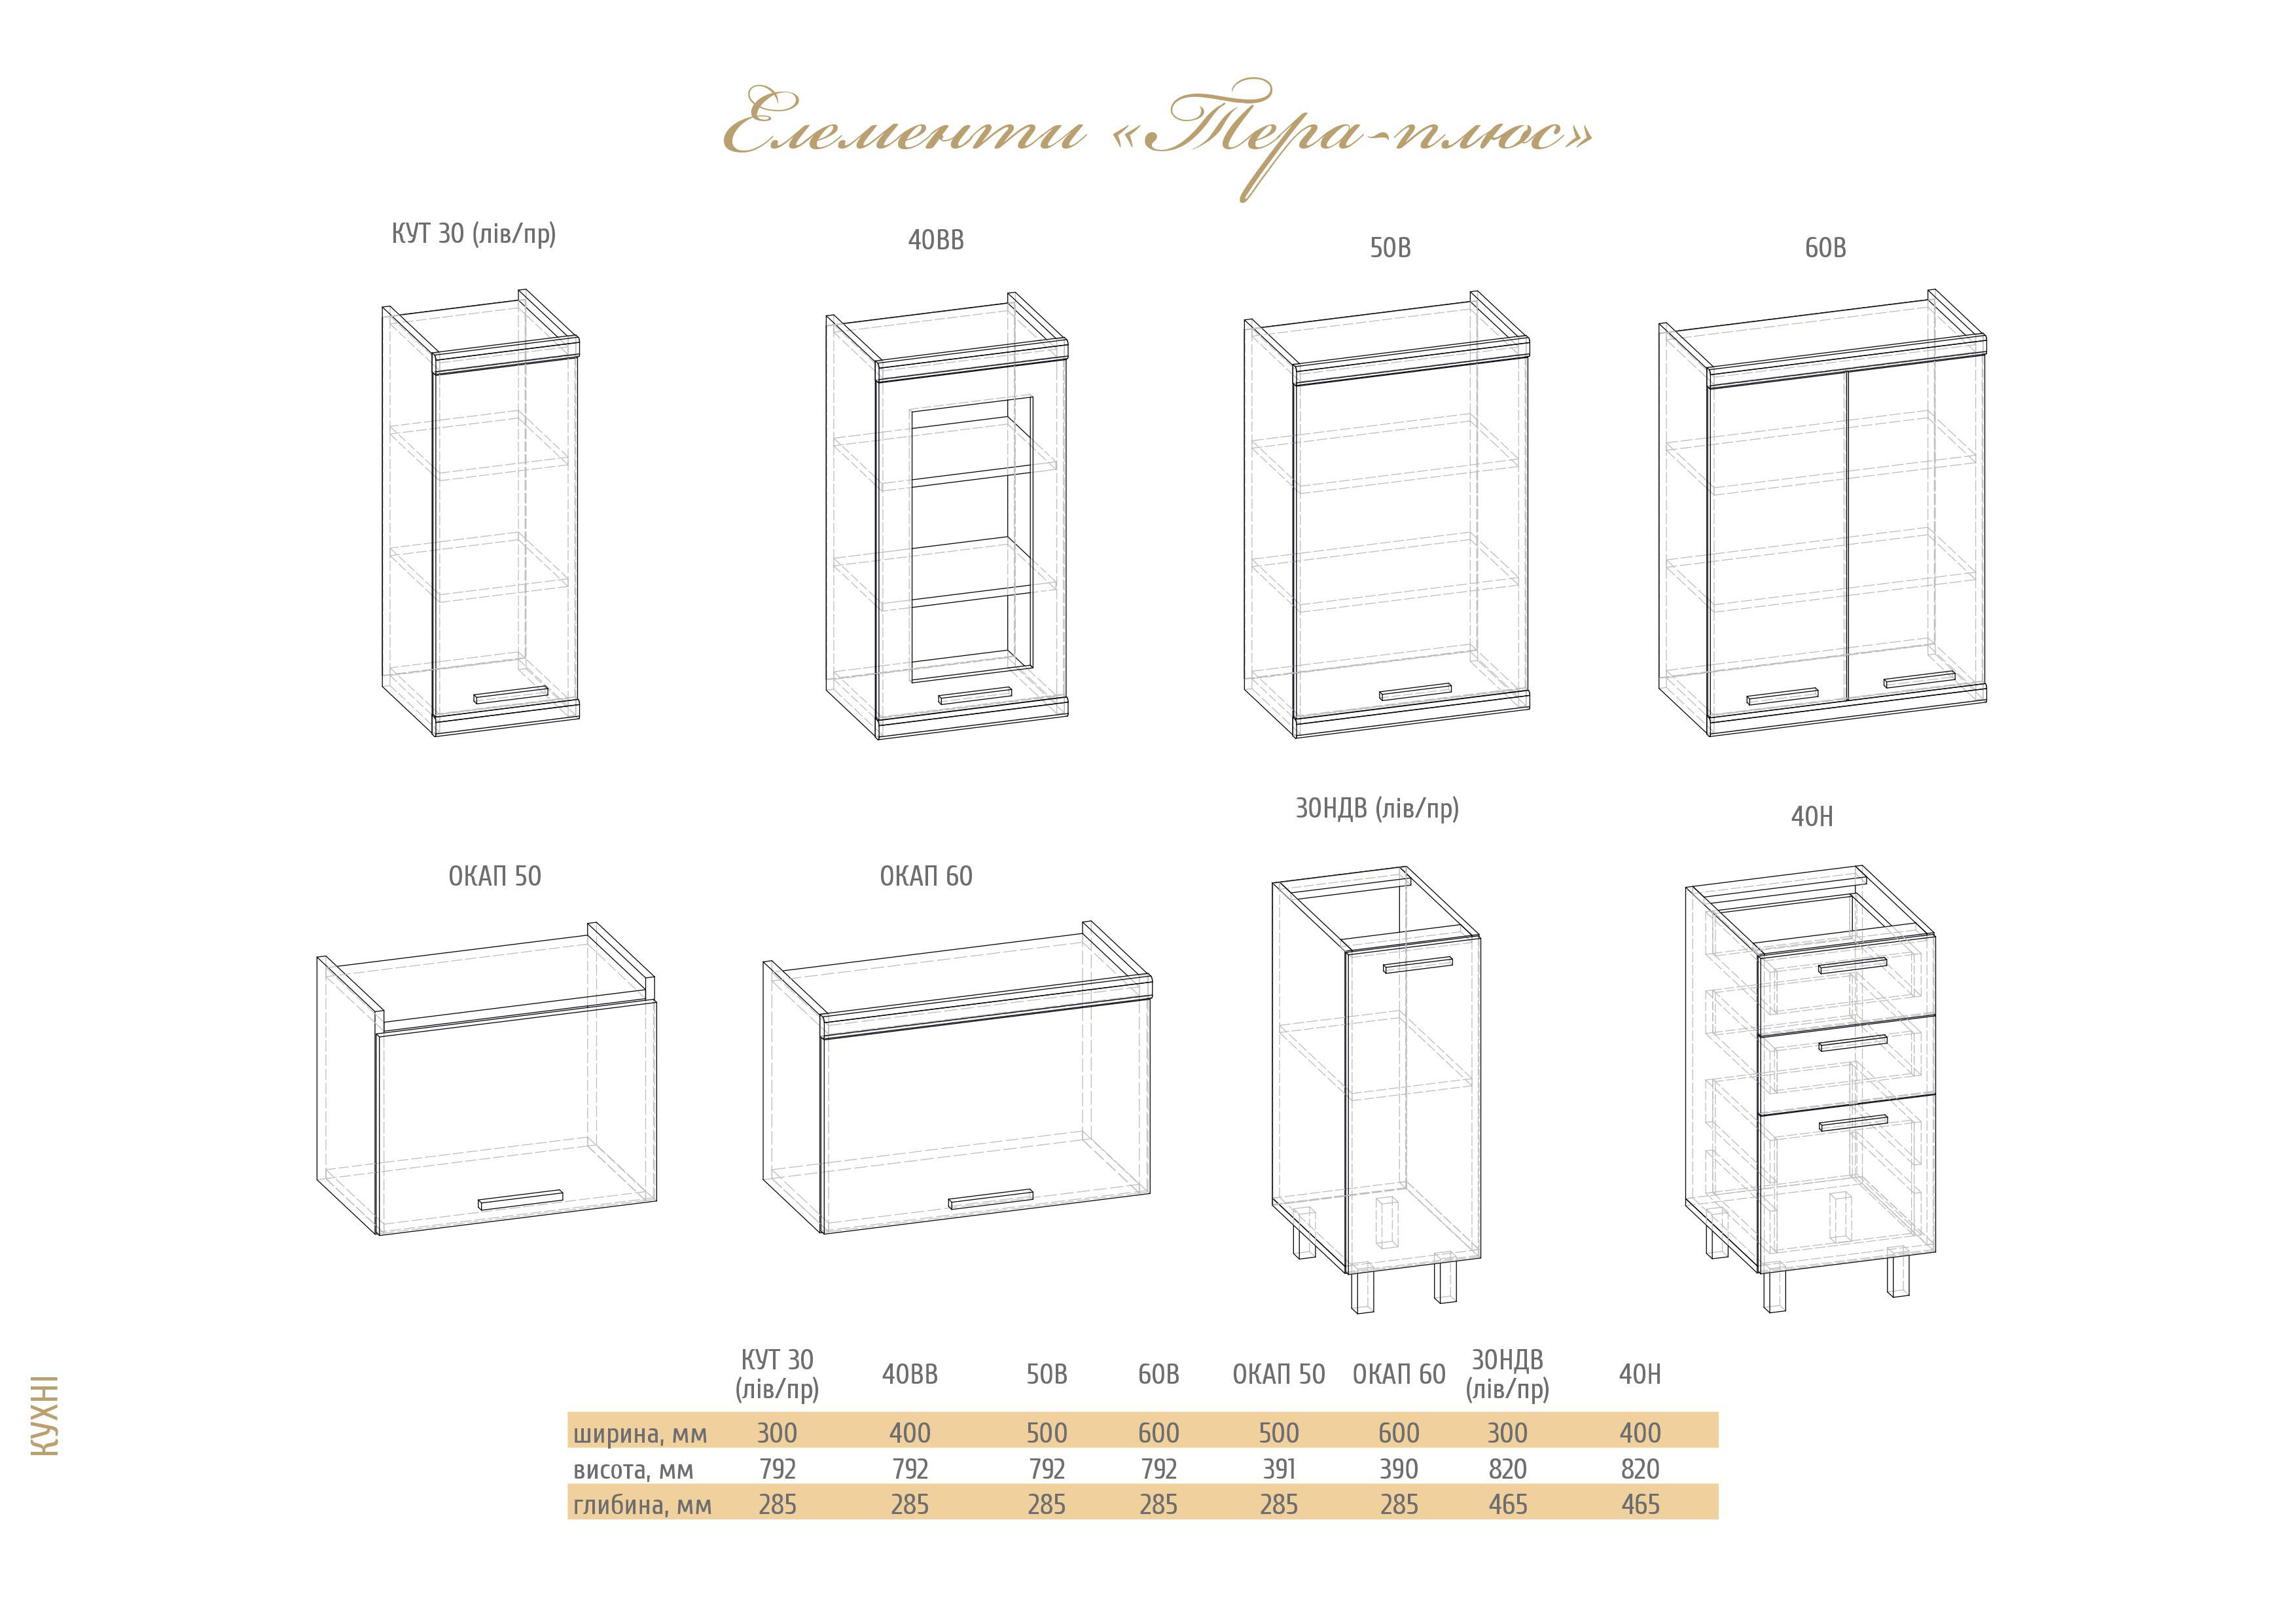 Елементи «Тера-плюс»
КУТ 30 (лів/пр)
40ВВ
50В
60В
ОКАП 50
ОКАП 60
30НДВ (лів/пр)
40Н
КУТ 30 (лів/пр) 40ВВ 50В 60В ОКАП 50 ОКАП 60 30НДВ (лів/пр) 40Н
ширина, мм 300 400 500 600 500 600 300 400
висота, мм 792 792 792 792 391 390 820 820
глибина, мм 285 285 285 285 285 285 465 465
КУХНІ